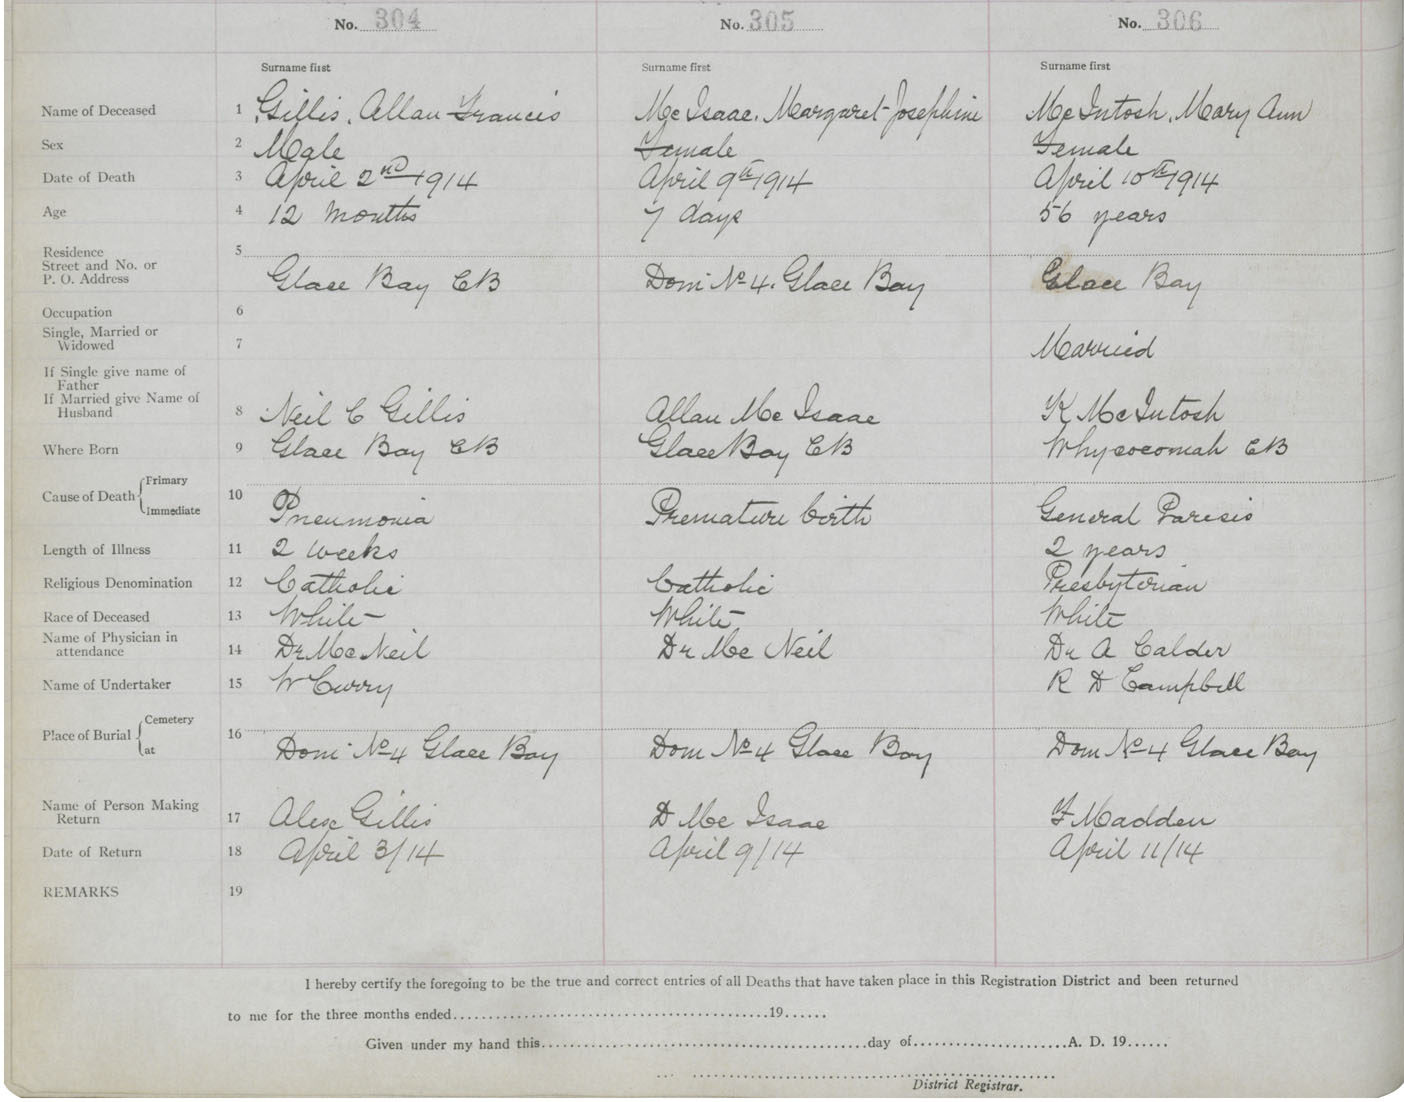 No. 304 No. 305 No. 306
Surname first Surname first Surname first
Name of Deceased 1 Gillis, Allan Francis Mc Isaac, Margaret Josephine McIntosh, Mary Ann
Sex 2 Male Female Female
Date of Death 3 April 2nd 1914 April 9th 1914 April 10th 1914
Age 4 12 months 7 days 56 years
Residence 5
Street and No. or
P. O. Address Glace Bay CB Dom No 4. Glace Bay Glace Bay
Occupation 6
Single, Married or
Widowed 7 Married
If Single give name of
Father
If Married give Name of
Husband 8 Neil C Gillis Allan Mc Isaac K McIntosh
Where Born 9 Glace Bay CB Glace Bay CB Whycocomah CB
Cause of Death { Primary 10
Immediate Pneumonia Premature birth General Paresis
Length of Illness 11 2 weeks 2 years
Religious Denomination 12 Catholic Catholic Presbyterian
Race of Deceased 13 White White White
Name of Physician in
attendance 14 Dr McNeil Dr Mc Neil Dr A Calder
Name of Undertaker 15 W Curry R D Campbell
Place of Burial { Cemetery 16
at Dom No 4 Glace Bay Dom No 4 Glace Bay Dom No 4 Glace Bay
Name of Person Making
Return 17 Alex Gillis D Mc Isaac F Madden
Date of Return 18 April 3/14 April 9/14 April 11/14
REMARKS 19
I hereby certify the foregoing to be the true and correct entries of all Deaths that have taken place in this Registration District and been returned
to me for the three months ended..........................................19......
Given under my hand this..............................................day of......................A. D. 19......
District Registrar.